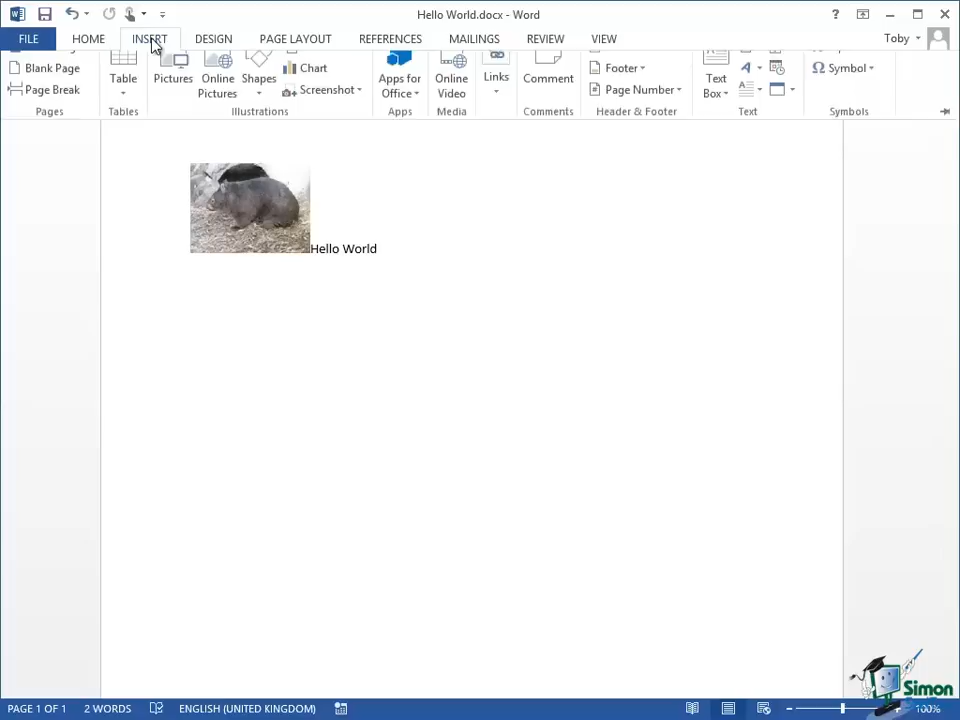 Hello World.docx - Word
FILE HOME INSERT DESIGN PAGE LAYOUT REFERENCES MAILINGS REVIEW VIEW Toby
Blank Page
Page Break
Pages
Table
Tables
Pictures
Online
Pictures
Shapes
Chart
Screenshot
Illustrations
Apps for
Office
Apps
Online
Video
Media
Links
Comment
Comments
Footer
Page Number
Header & Footer
Text
Box
Text
Symbol
Symbols
Hello World
Simon
PAGE 1 OF 1 2 WORDS ENGLISH (UNITED KINGDOM) 100%